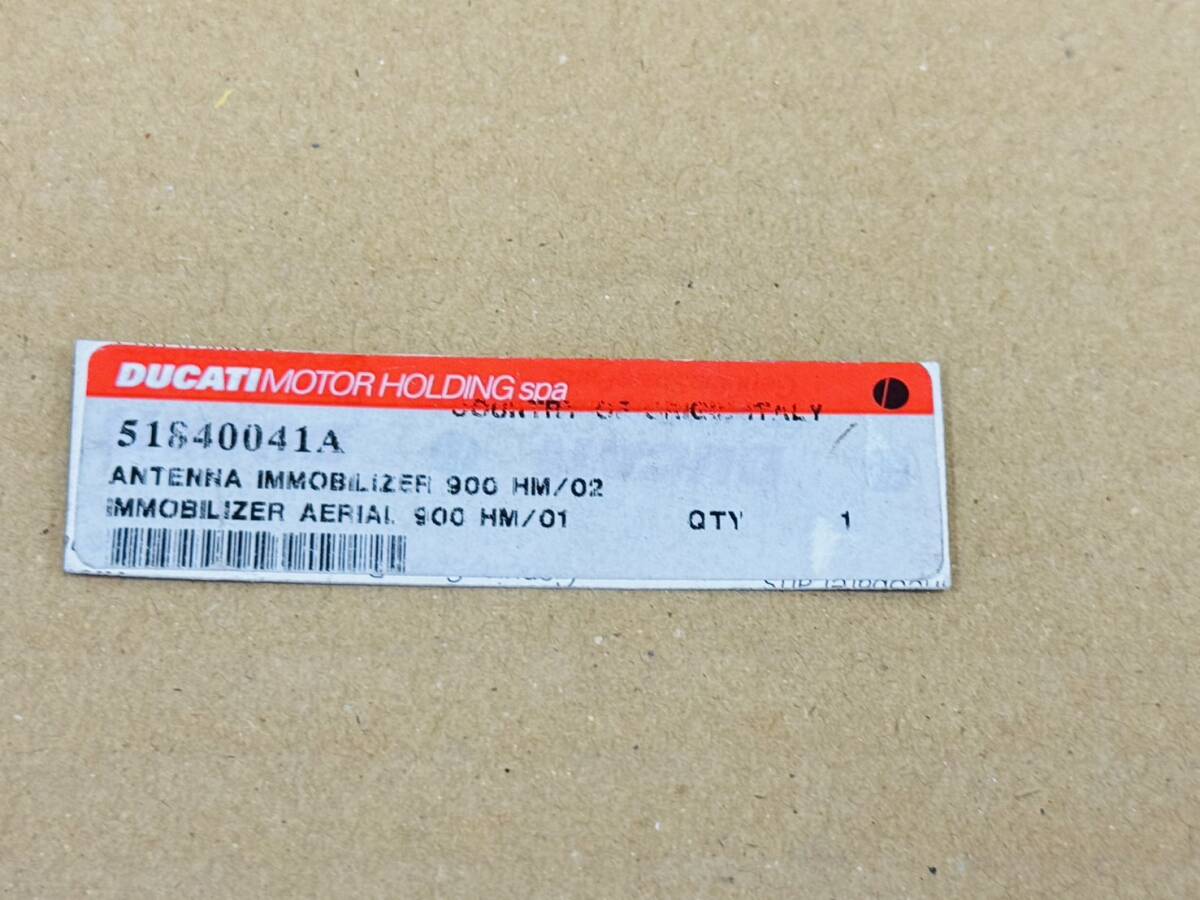 DUCATI MOTOR HOLDING spa
COUNTRY OF ORIGIN ITALY
51840041A
ANTENNA IMMOBILIZER 900 HM/02
IMMOBILIZER AERIAL 900 HM/01 QTY 1